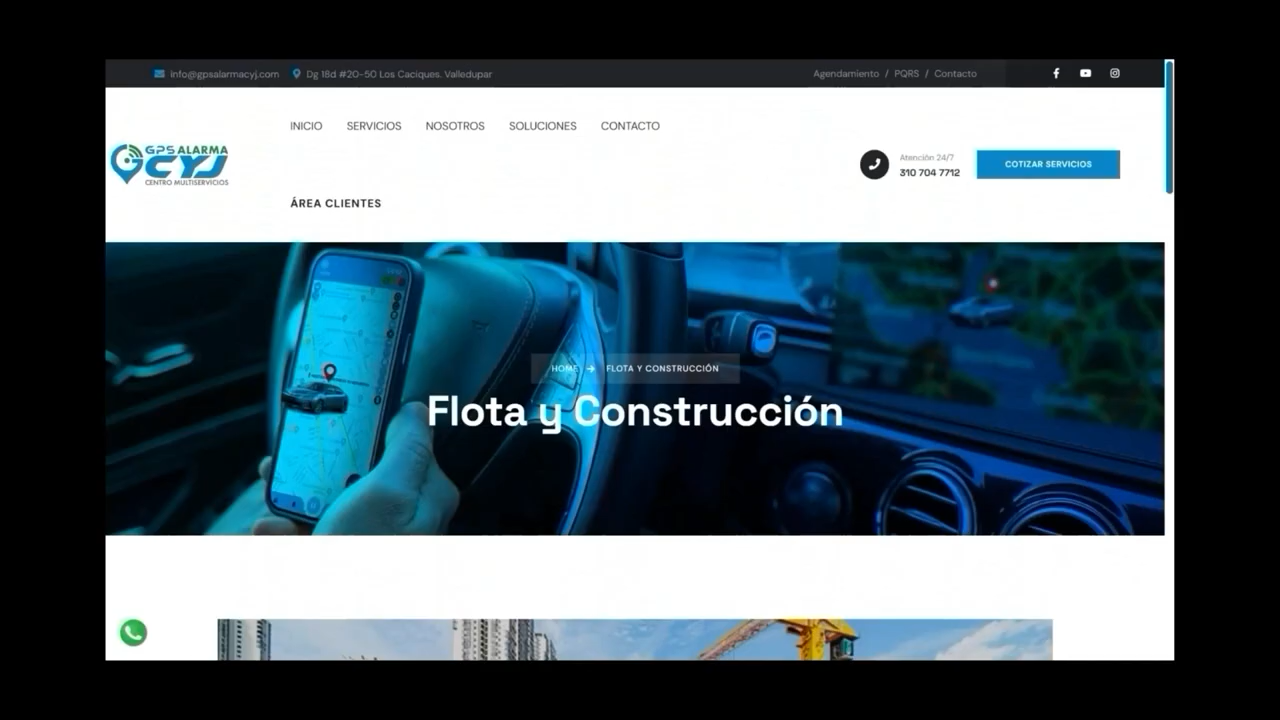 info@gpsalarmacyj.com Dg 18d #20-50 Los Caciques. Valledupar
Agendamiento / PQRS / Contacto
INICIO SERVICIOS NOSOTROS SOLUCIONES CONTACTO
GPS ALARMA
CYJ
CENTRO MULTISERVICIOS
Atención 24/7
310 704 7712
COTIZAR SERVICIOS
ÁREA CLIENTES
HOME → FLOTA Y CONSTRUCCIÓN
Flota y Construcción